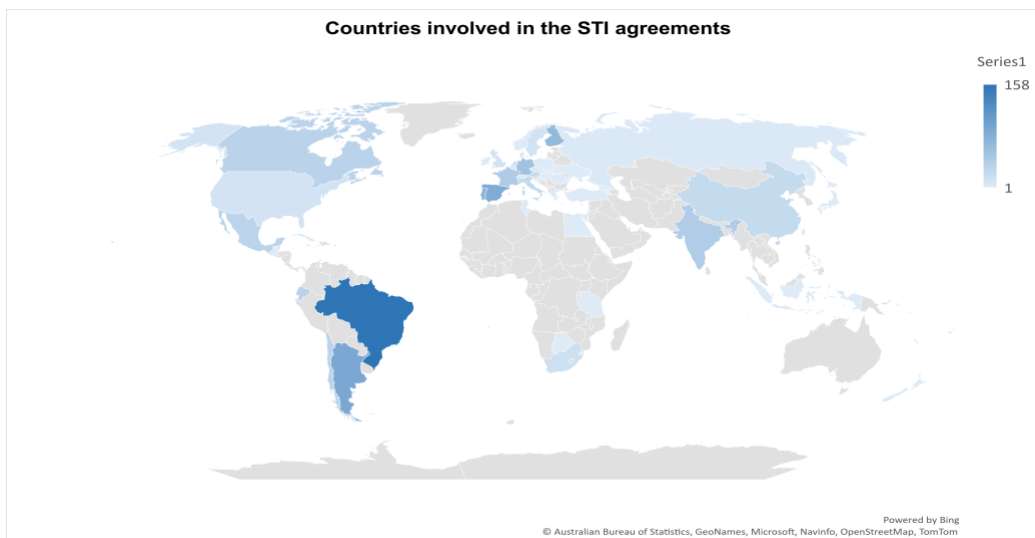 Countries involved in the STI agreements
Series1
158
1
Powered by Bing
© Australian Bureau of Statistics, GeoNames, Microsoft, Navinfo, OpenStreetMap, TomTom